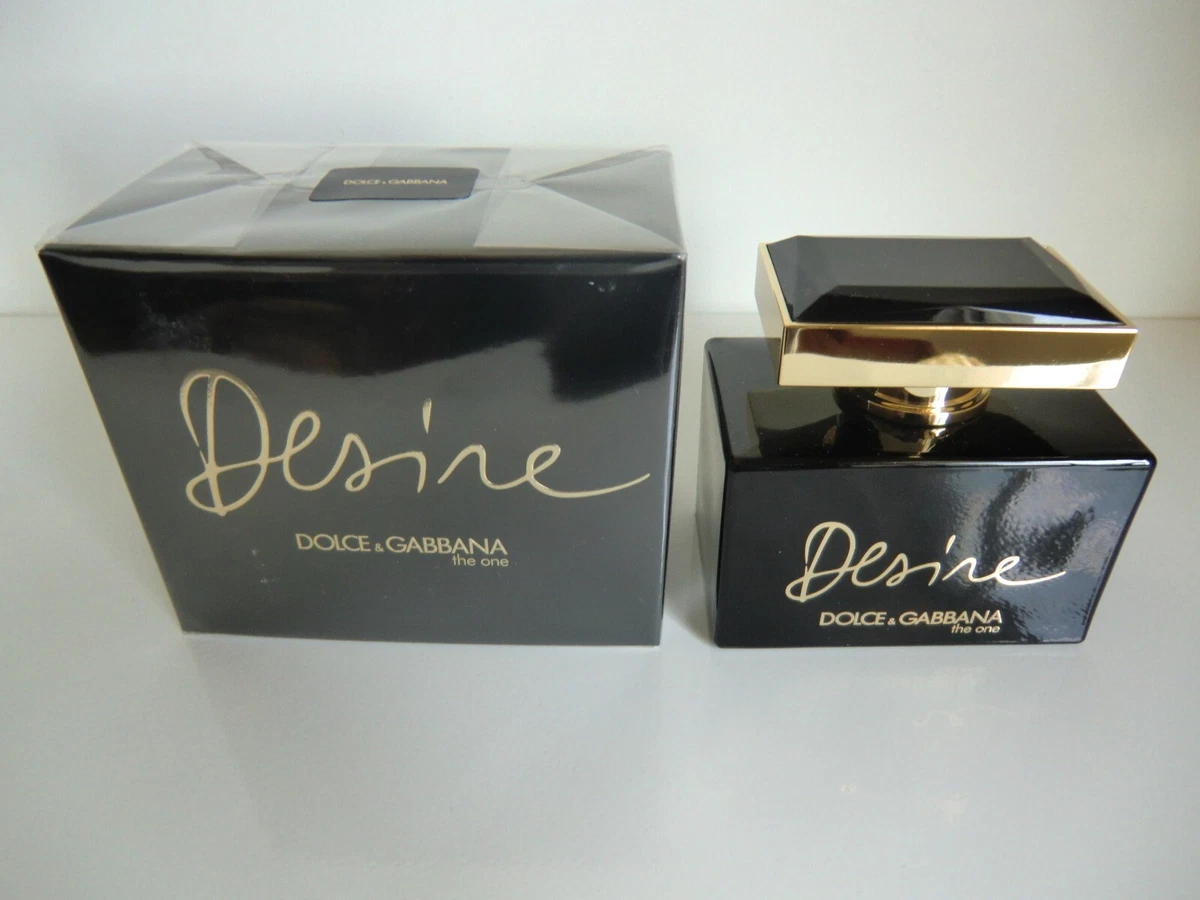 DOLCE & GABBANA
Desire
DOLCE & GABBANA
the one
Desire
DOLCE & GABBANA
the one